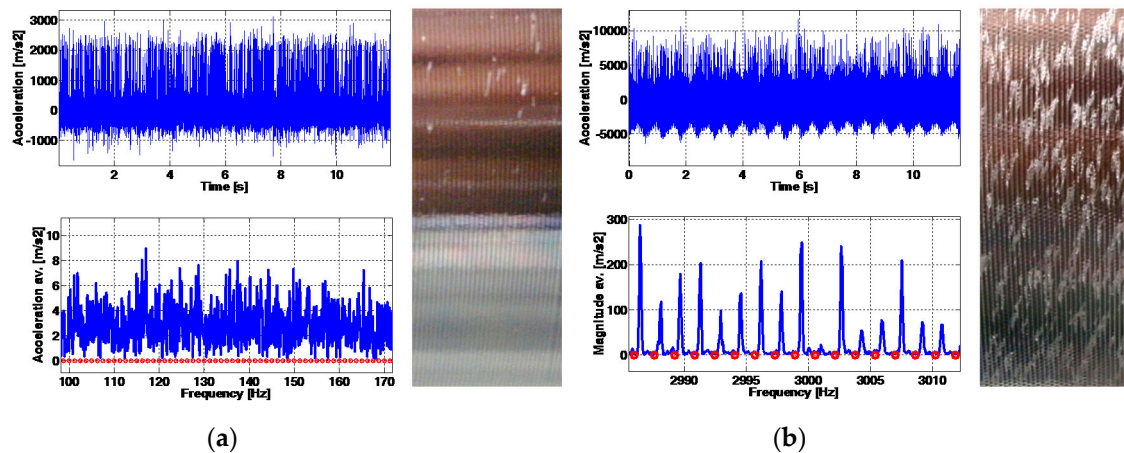 3000
2000
1000
0
-1000
Acceleration [m/s2]
2 4 6 8 10
Time [s]
10
8
6
4
2
0
Acceleration av. [m/s2]
100 110 120 130 140 150 160 170
Frequency [Hz]
(a)
10000
5000
0
-5000
Acceleration [m/s2]
0 2 4 6 8 10
Time [s]
300
200
100
0
Magnitude av. [m/s2]
2990 2995 3000 3005 3010
Frequency [Hz]
(b)